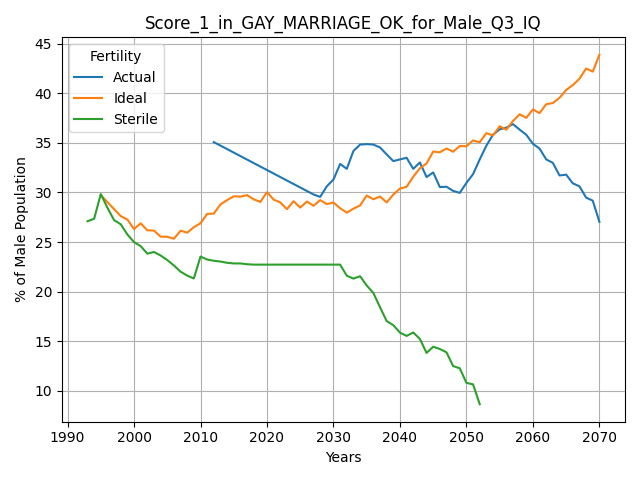 Score_1_in_GAY_MARRIAGE_OK_for_Male_Q3_IQ
Fertility
Actual
Ideal
Sterile
% of Male Population
45
40
35
30
25
20
15
10
1990 2000 2010 2020 2030 2040 2050 2060 2070
Years